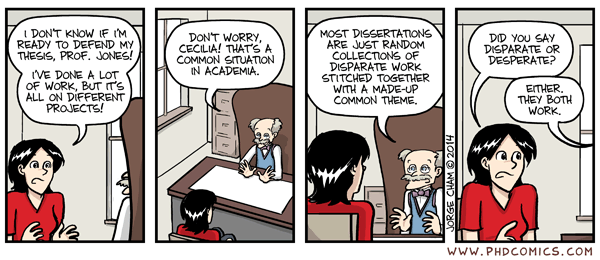 I DON'T KNOW IF I'M
READY TO DEFEND MY
THESIS, PROF. JONES!
I'VE DONE A LOT
OF WORK, BUT IT'S
ALL ON DIFFERENT
PROJECTS!
DON'T WORRY,
CECILIA! THAT'S A
COMMON SITUATION
IN ACADEMIA.
MOST DISSERTATIONS
ARE JUST RANDOM
COLLECTIONS OF
DISPARATE WORK
STITCHED TOGETHER
WITH A MADE-UP
COMMON THEME.
JORGE CHAM © 2014
DID YOU SAY
DISPARATE OR
DESPERATE?
EITHER.
THEY BOTH
WORK.
WWW.PHDCOMICS.COM